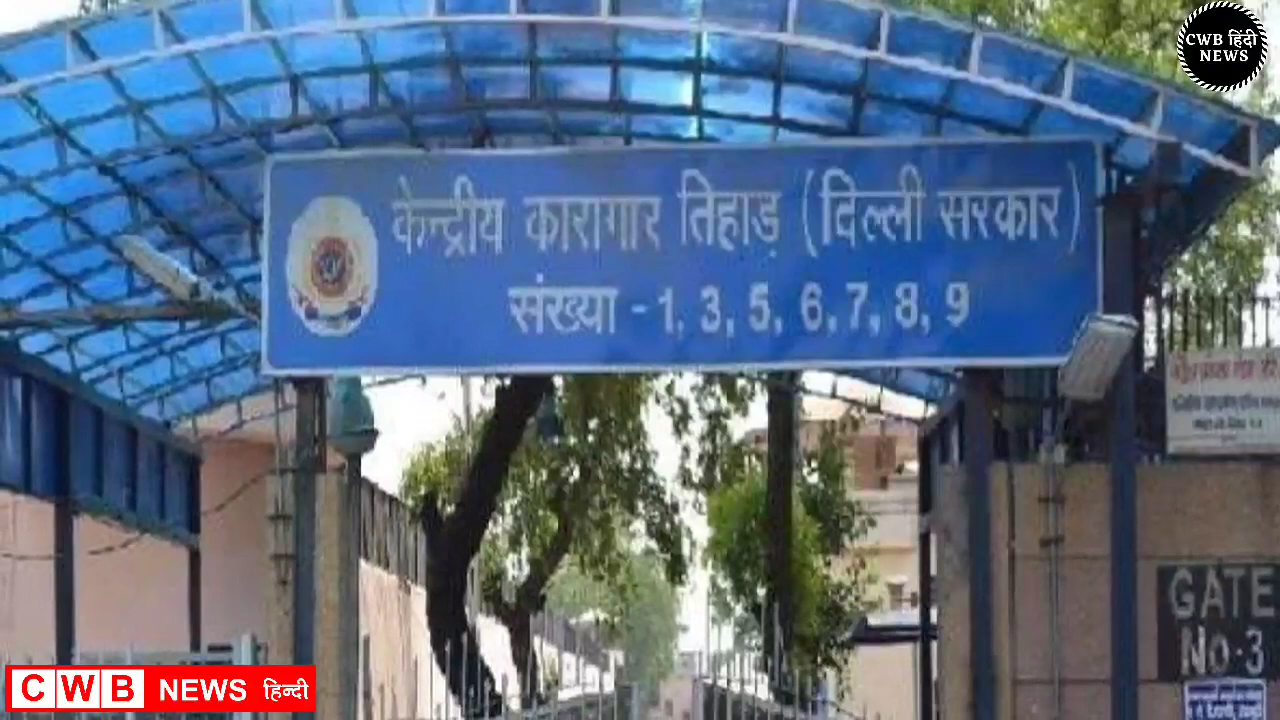 CWB हिंदी
NEWS
केन्द्रीय कारागार तिहाड़ (दिल्ली सरकार)
संख्या - 1, 3, 5, 6, 7, 8, 9
GATE
No-3
CWB NEWS हिन्दी